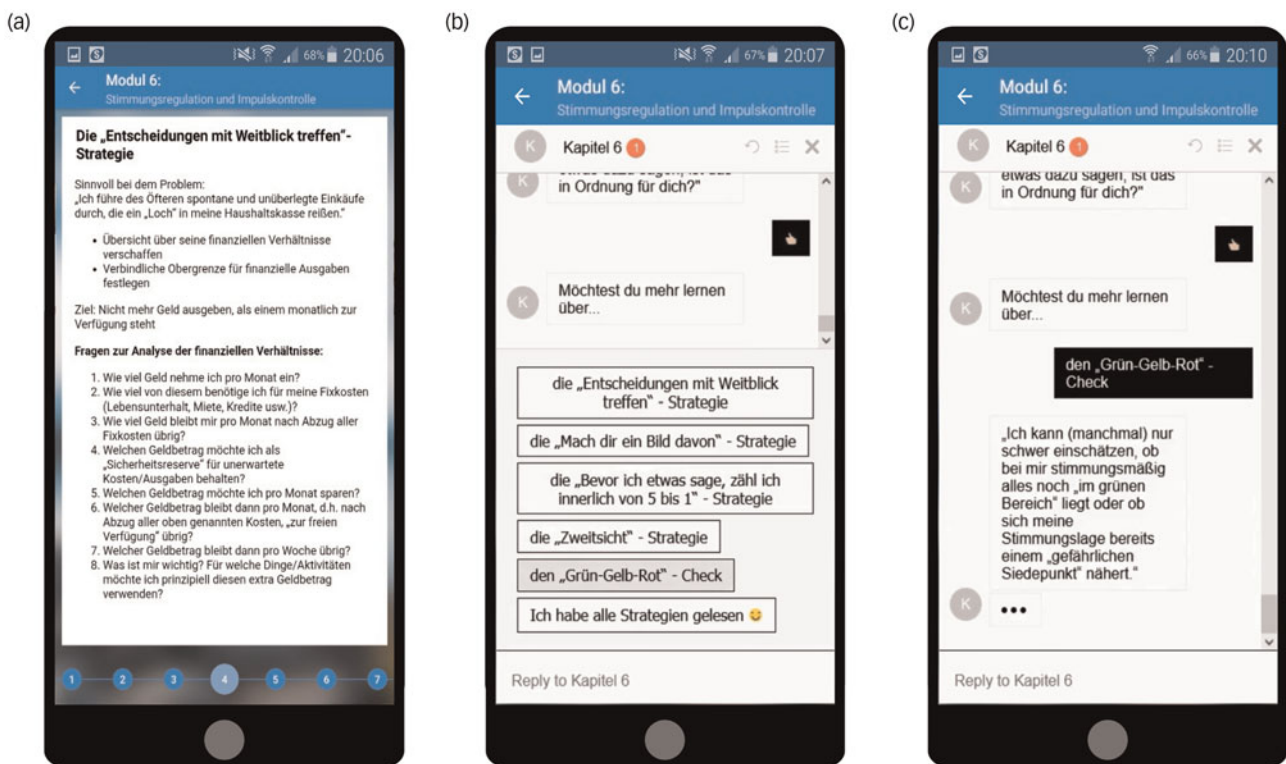 (a)
68% 20:06
Modul 6:
Stimmungsregulation und Impulskontrolle
Die „Entscheidungen mit Weitblick treffen“-
Strategie
Sinnvoll bei dem Problem:
„Ich führe des Öfteren spontane und unüberlegte Einkäufe
durch, die ein „Loch“ in meine Haushaltskasse reißen.“
• Übersicht über seine finanziellen Verhältnisse
verschaffen
• Verbindliche Obergrenze für finanzielle Ausgaben
festlegen
Ziel: Nicht mehr Geld ausgeben, als einem monatlich zur
Verfügung steht
Fragen zur Analyse der finanziellen Verhältnisse:
1. Wie viel Geld nehme ich pro Monat ein?
2. Wie viel von diesem benötige ich für meine Fixkosten
(Lebensunterhalt, Miete, Kredite usw.)?
3. Wie viel Geld bleibt mir pro Monat nach Abzug aller
Fixkosten übrig?
4. Welchen Geldbetrag möchte ich als
„Sicherheitsreserve“ für unerwartete
Kosten/Ausgaben behalten?
5. Welchen Geldbetrag möchte ich pro Monat sparen?
6. Welcher Geldbetrag bleibt dann pro Monat, d.h. nach
Abzug aller oben genannten Kosten, „zur freien
Verfügung“ übrig?
7. Welcher Geldbetrag bleibt dann pro Woche übrig?
8. Was ist mir wichtig? Für welche Dinge/Aktivitäten
möchte ich prinzipiell diesen extra Geldbetrag
verwenden?
1 2 3 4 5 6 7
(b)
67% 20:07
Modul 6:
Stimmungsregulation und Impulskontrolle
K Kapitel 6 1
K etwas dazu sagen, ist das
in Ordnung für dich?"
Möchtest du mehr lernen
K über...
die „Entscheidungen mit Weitblick
treffen“ - Strategie
die „Mach dir ein Bild davon“ - Strategie
die „Bevor ich etwas sage, zähl ich
innerlich von 5 bis 1“ - Strategie
die „Zweitsicht“ - Strategie
den „Grün-Gelb-Rot“ - Check
Ich habe alle Strategien gelesen 😊
Reply to Kapitel 6
(c)
66% 20:10
Modul 6:
Stimmungsregulation und Impulskontrolle
K Kapitel 6 1
K etwas dazu sagen, ist das
in Ordnung für dich?"
Möchtest du mehr lernen
K über...
den „Grün-Gelb-Rot“ -
Check
„Ich kann (manchmal) nur
schwer einschätzen, ob
bei mir stimmungsmäßig
alles noch „im grünen
Bereich“ liegt oder ob
sich meine
Stimmungslage bereits
einem „gefährlichen
Siedepunkt“ nähert.“
K •••
Reply to Kapitel 6